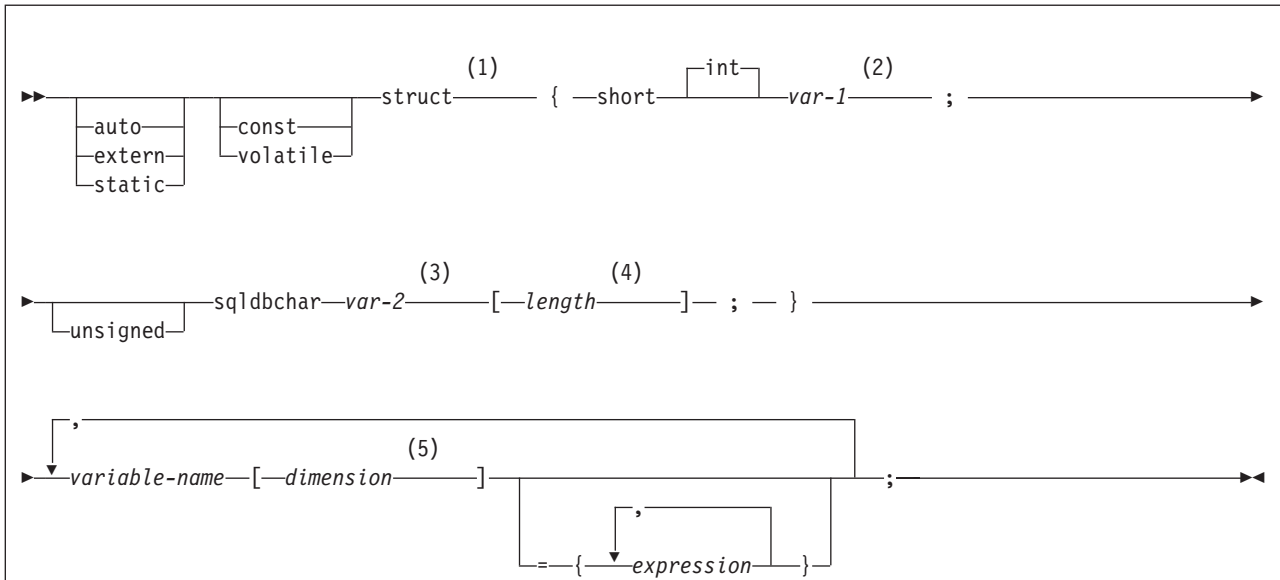 (1) int (2)
struct { short var-1 ;
auto const
extern volatile
static
(3) (4)
sqldbchar var-2 [ length ] ; }
unsigned
,
(5)
variable-name [ dimension ] ;
,
= { expression }